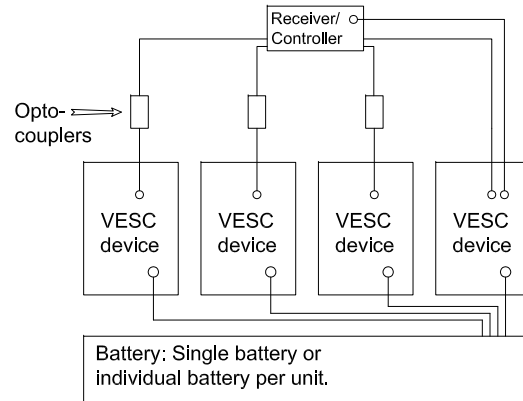 Receiver/
Controller
Opto-
couplers
VESC
device
VESC
device
VESC
device
VESC
device
Battery: Single battery or
individual battery per unit.